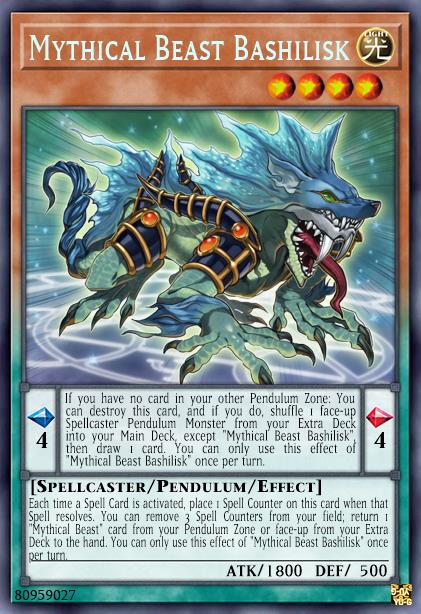 Mythical Beast Bashilisk
LIGHT
光
If you have no card in your other Pendulum Zone: You
can destroy this card, and if you do, shuffle 1 face-up
Spellcaster Pendulum Monster from your Extra Deck
into your Main Deck, except "Mythical Beast Bashilisk",
then draw 1 card. You can only use this effect of
"Mythical Beast Bashilisk" once per turn.
4
4
[Spellcaster/Pendulum/Effect]
Each time a Spell Card is activated, place 1 Spell Counter on this card when that
Spell resolves. You can remove 3 Spell Counters from your field; return 1
"Mythical Beast" card from your Pendulum Zone or face-up from your Extra
Deck to the hand. You can only use this effect of "Mythical Beast Bashilisk" once
per turn.
ATK/1800 DEF/ 500
80959027